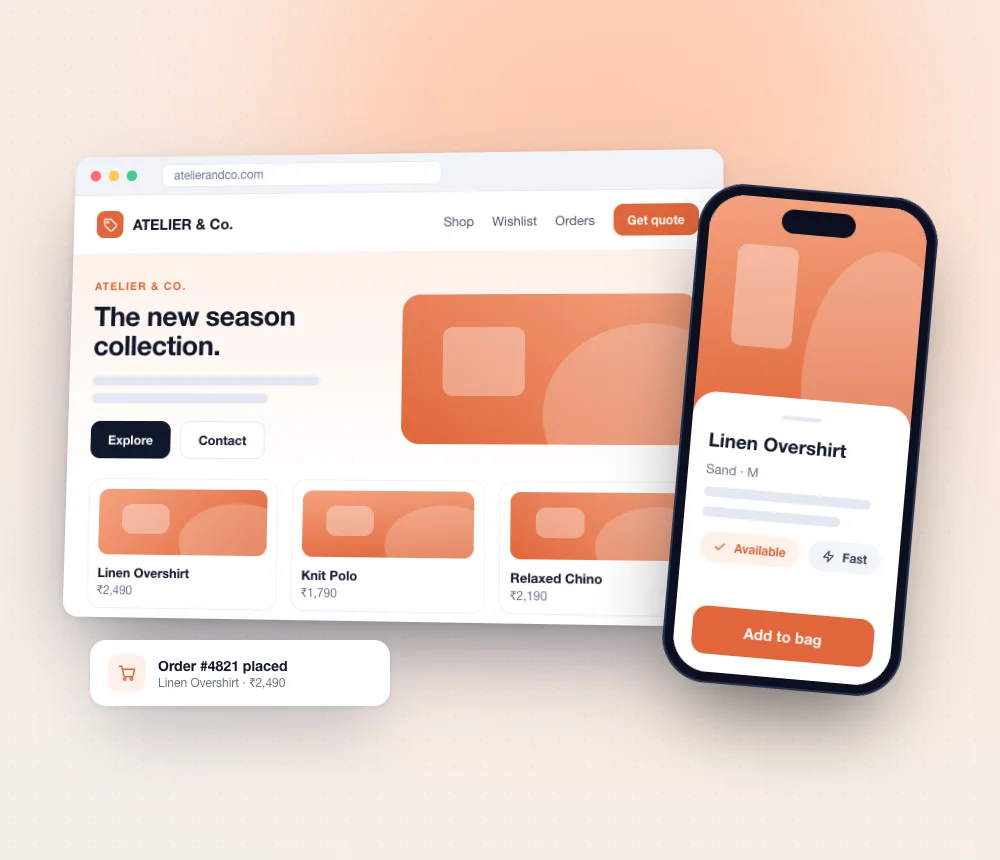 atelierandco.com
ATELIER & Co.
Shop
Wishlist
Orders
Get quote
ATELIER & CO.
The new season
collection.
Explore
Contact
Linen Overshirt
₹2,490
Knit Polo
₹1,790
Relaxed Chino
₹2,190
Order #4821 placed
Linen Overshirt · ₹2,490
Linen Overshirt
Sand · M
Available
Fast
Add to bag